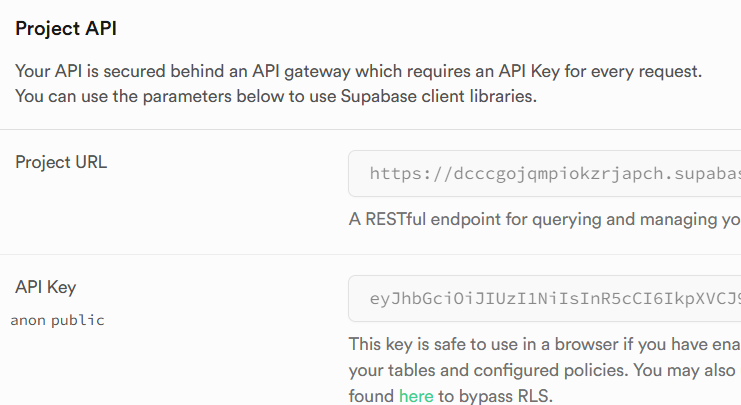 Project API
Your API is secured behind an API gateway which requires an API Key for every request.
You can use the parameters below to use Supabase client libraries.
Project URL
https://dcccgojqmpiokzrjapch.supabas
A RESTful endpoint for querying and managing yo
API Key
eyJhbGciOiJIUzI1NiIsInR5cCI6IkpXVCJ9
anon public
This key is safe to use in a browser if you have ena
your tables and configured policies. You may also
found here to bypass RLS.